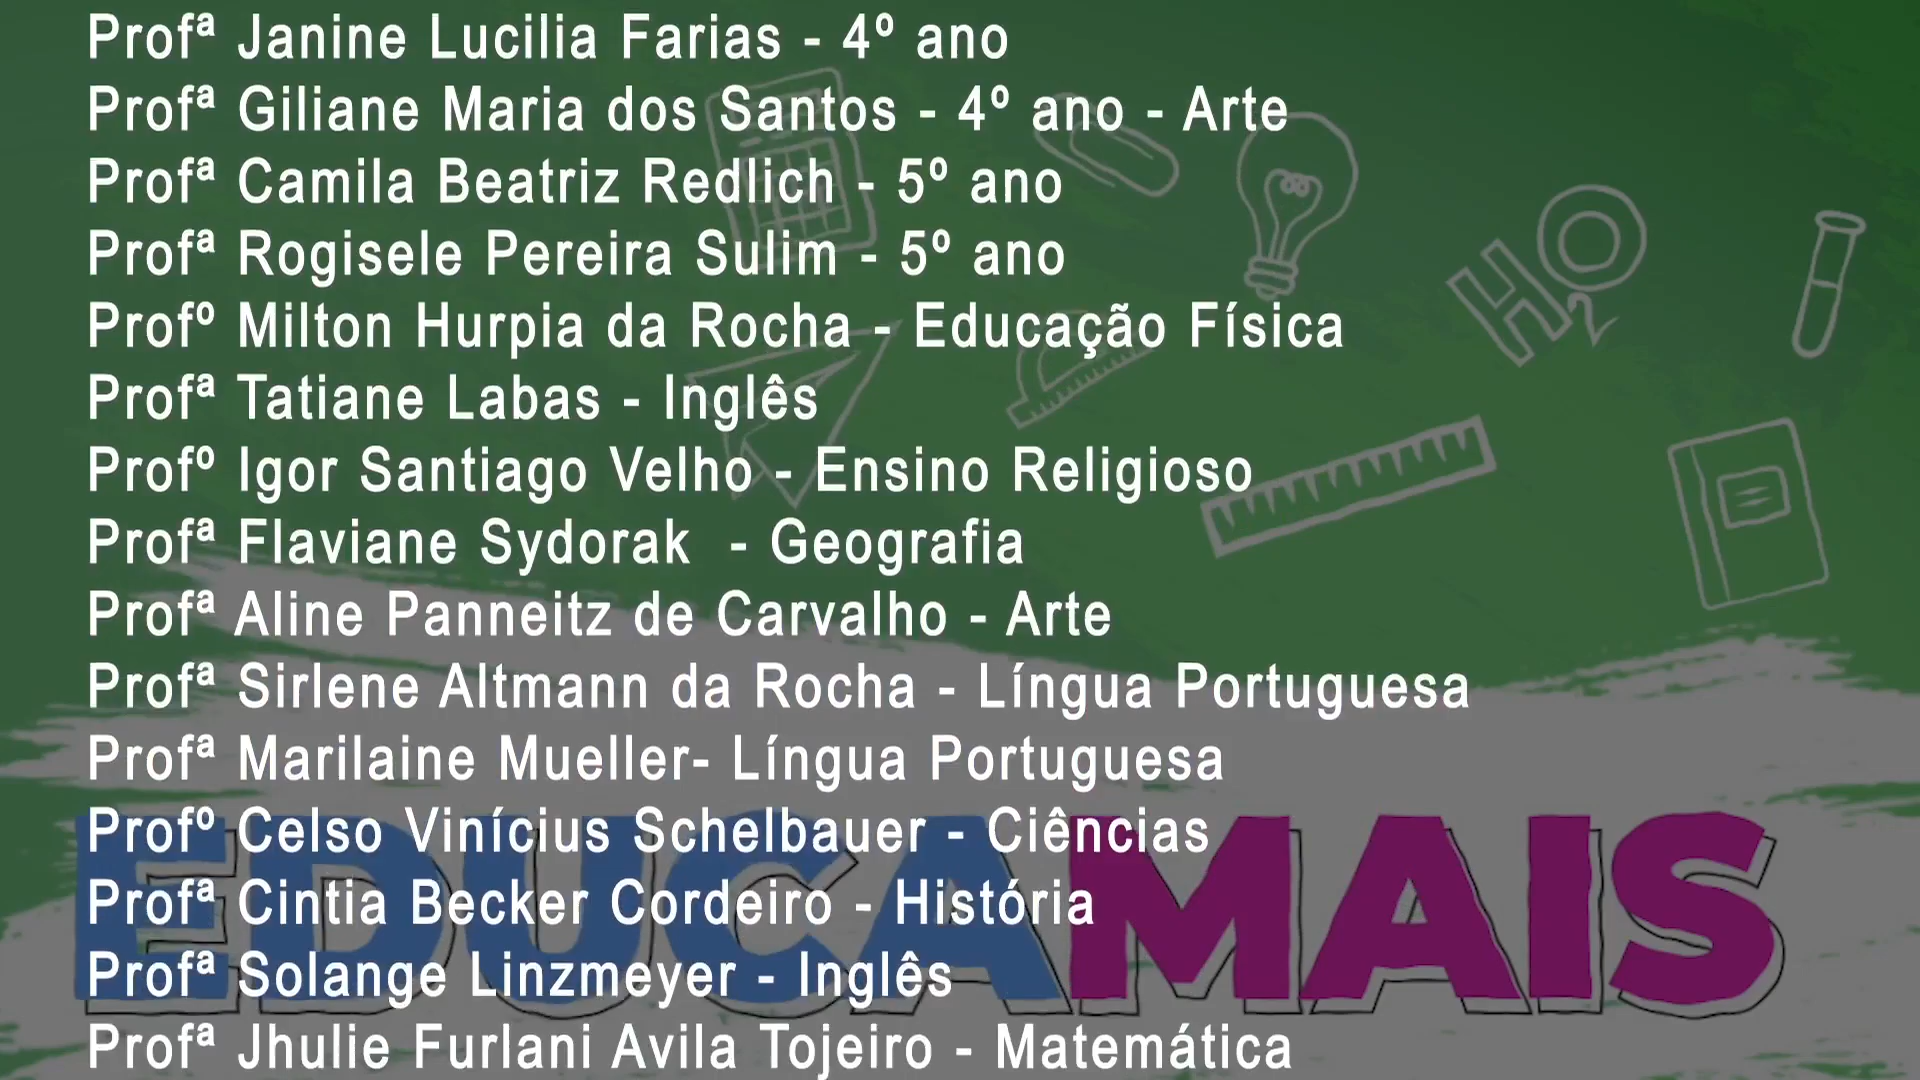 Profª Janine Lucilia Farias - 4º ano
Profª Giliane Maria dos Santos - 4º ano - Arte
Profª Camila Beatriz Redlich - 5º ano
Profª Rogisele Pereira Sulim - 5º ano
Profº Milton Hurpia da Rocha - Educação Física
Profª Tatiane Labas - Inglês
Profº Igor Santiago Velho - Ensino Religioso
Profª Flaviane Sydorak  - Geografia
Profª Aline Panneitz de Carvalho - Arte
Profª Sirlene Altmann da Rocha - Língua Portuguesa
Profª Marilaine Mueller- Língua Portuguesa
Profº Celso Vinícius Schelbauer - Ciências
Profª Cintia Becker Cordeiro - História
Profª Solange Linzmeyer - Inglês
Profª Jhulie Furlani Avila Tojeiro - Matemática
H2O
EDUCAMAIS